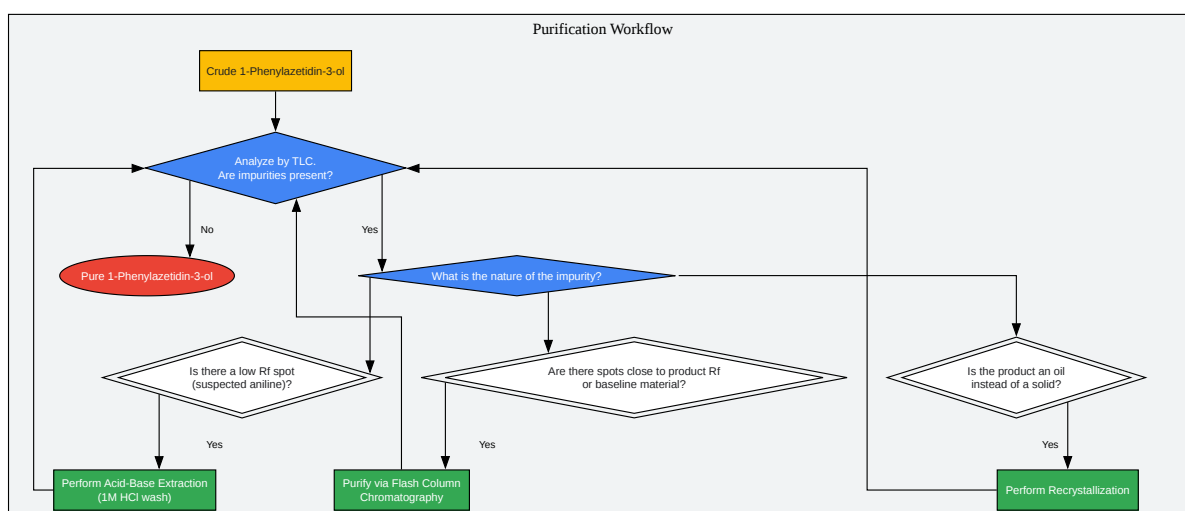 Purification Workflow
Crude 1-Phenylazetidin-3-ol
Analyze by TLC.
Are impurities present?
No
Yes
Pure 1-Phenylazetidin-3-ol
What is the nature of the impurity?
Is there a low Rf spot
(suspected aniline)?
Are there spots close to product Rf
or baseline material?
Is the product an oil
instead of a solid?
Yes
Yes
Yes
Perform Acid-Base Extraction
(1M HCl wash)
Purify via Flash Column
Chromatography
Perform Recrystallization